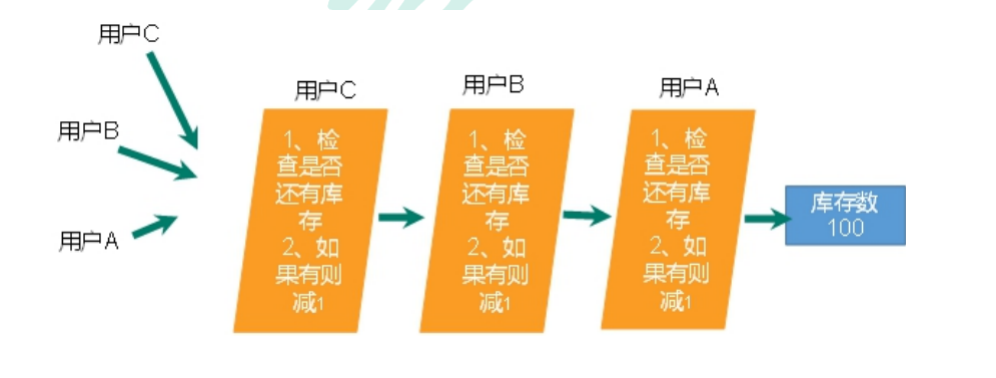 用户C
用户B
用户A
用户C
1、检
查是否
还有库
存
2、如
果有则
减1
用户B
1、检
查是否
还有库
存
2、如
果有则
减1
用户A
1、检
查是否
还有库
存
2、如
果有则
减1
库存数
100